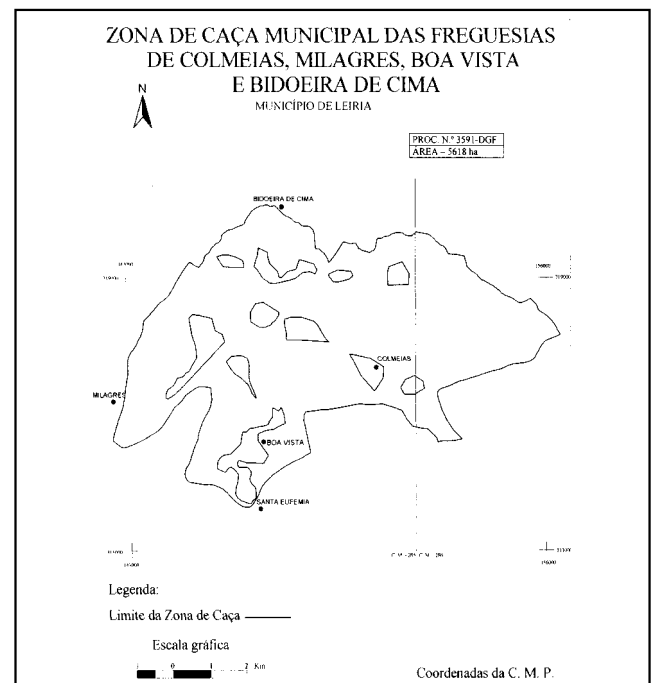 ZONA DE CAÇA MUNICIPAL DAS FREGUESIAS
DE COLMEIAS, MILAGRES, BOA VISTA
E BIDOEIRA DE CIMA
MUNICÍPIO DE LEIRIA
N
PROC. N.º 3591-DGF
ÁREA – 5618 ha
BIDOEIRA DE CIMA
COLMEIAS
MILAGRES
BOA VISTA
SANTA EUFEMIA
Legenda:
Limite da Zona de Caça
Escala gráfica
1 0 1 2 Km
Coordenadas da C. M. P.